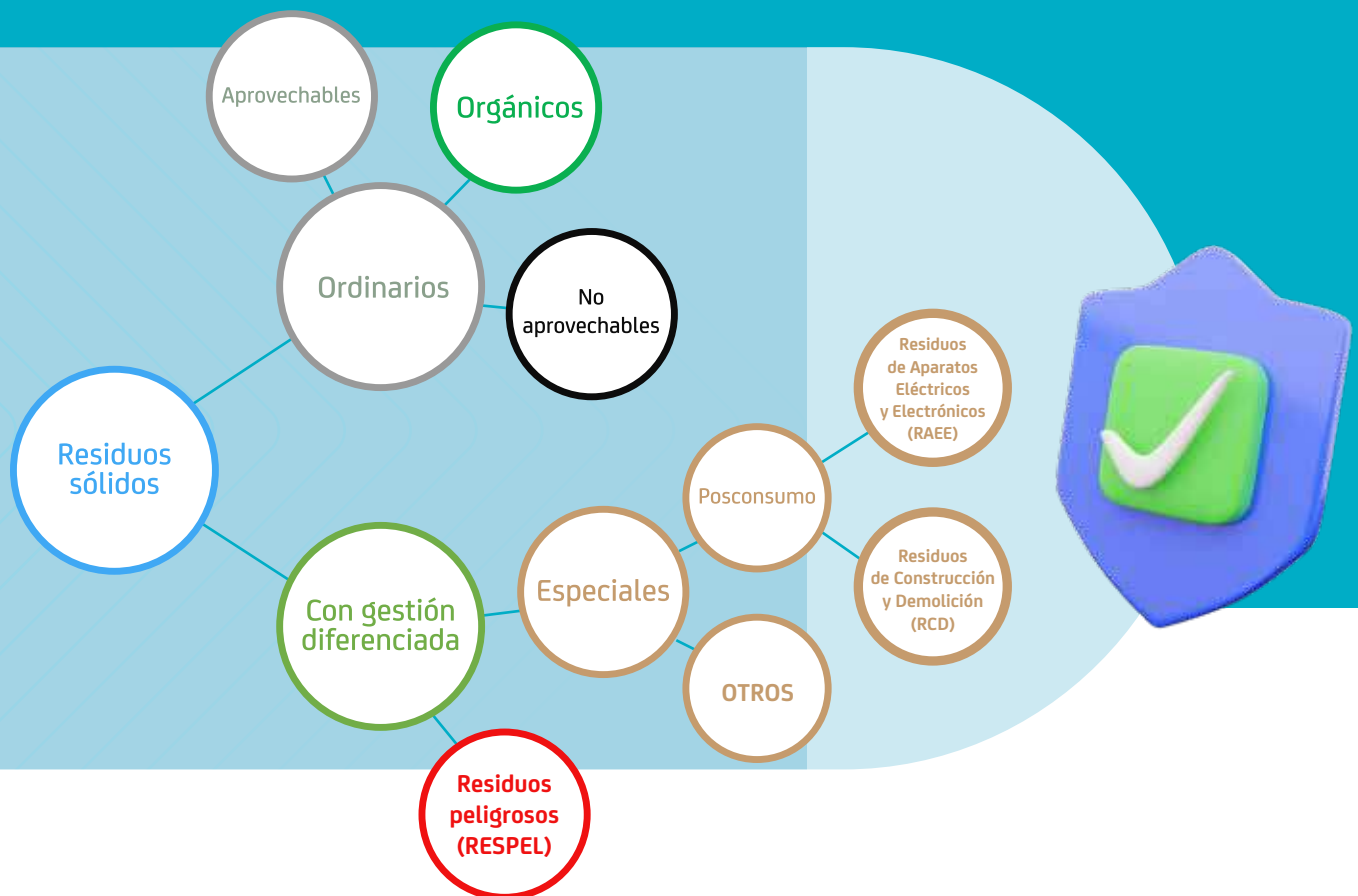 Aprovechables
Orgánicos
Ordinarios
No
aprovechables
Residuos
sólidos
Residuos
de Aparatos
Eléctricos
y Electrónicos
(RAEE)
Posconsumo
Especiales
Residuos
de Construcción
y Demolición
(RCD)
Con gestión
diferenciada
OTROS
Residuos
peligrosos
(RESPEL)